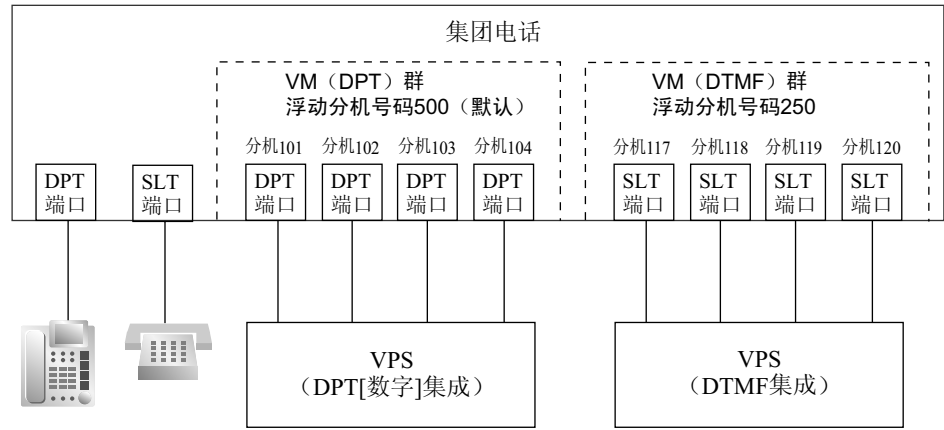 集团电话
VM（DPT）群
浮动分机号码500（默认）
VM（DTMF）群
浮动分机号码250
分机101 分机102 分机103 分机104
分机117 分机118 分机119 分机120
DPT
端口
SLT
端口
DPT
端口
DPT
端口
DPT
端口
DPT
端口
SLT
端口
SLT
端口
SLT
端口
SLT
端口
VPS
（DPT[数字]集成）
VPS
（DTMF集成）